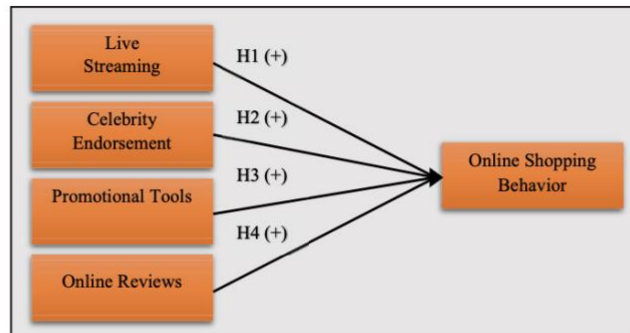 Live
Streaming
H1 (+)
Celebrity
Endorsement
H2 (+)
Promotional Tools
H3 (+)
Online Reviews
H4 (+)
Online Shopping
Behavior